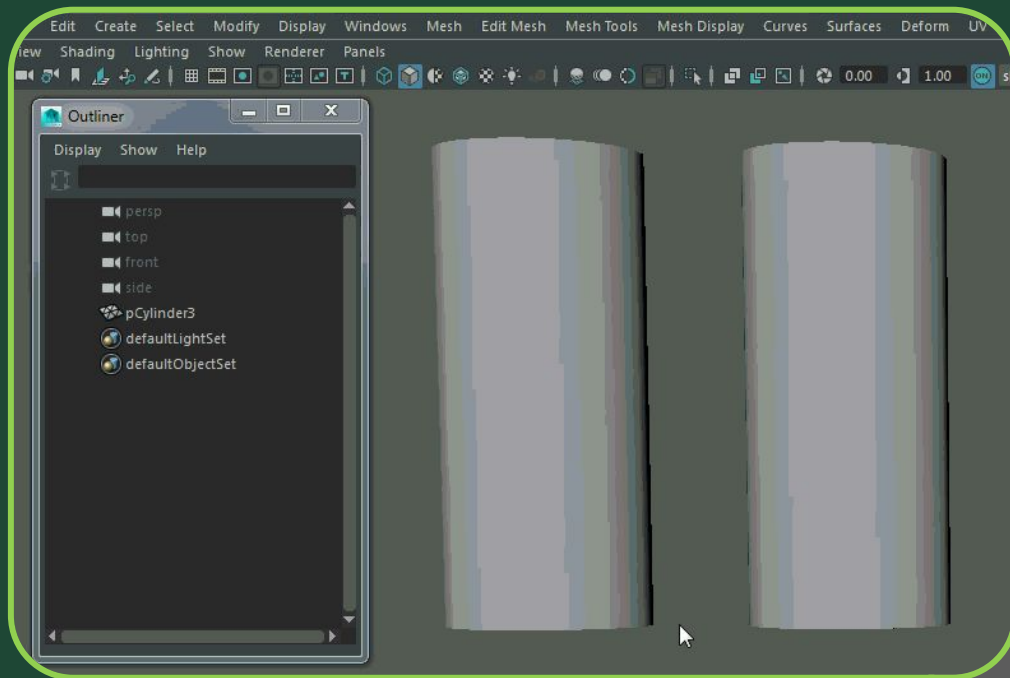 Edit Create Select Modify Display Windows Mesh Edit Mesh Mesh Tools Mesh Display Curves Surfaces Deform UV
Shading Lighting Show Renderer Panels
0.00 1.00 ON
Outliner
Display Show Help
persp
top
front
side
pCylinder3
defaultLightSet
defaultObjectSet